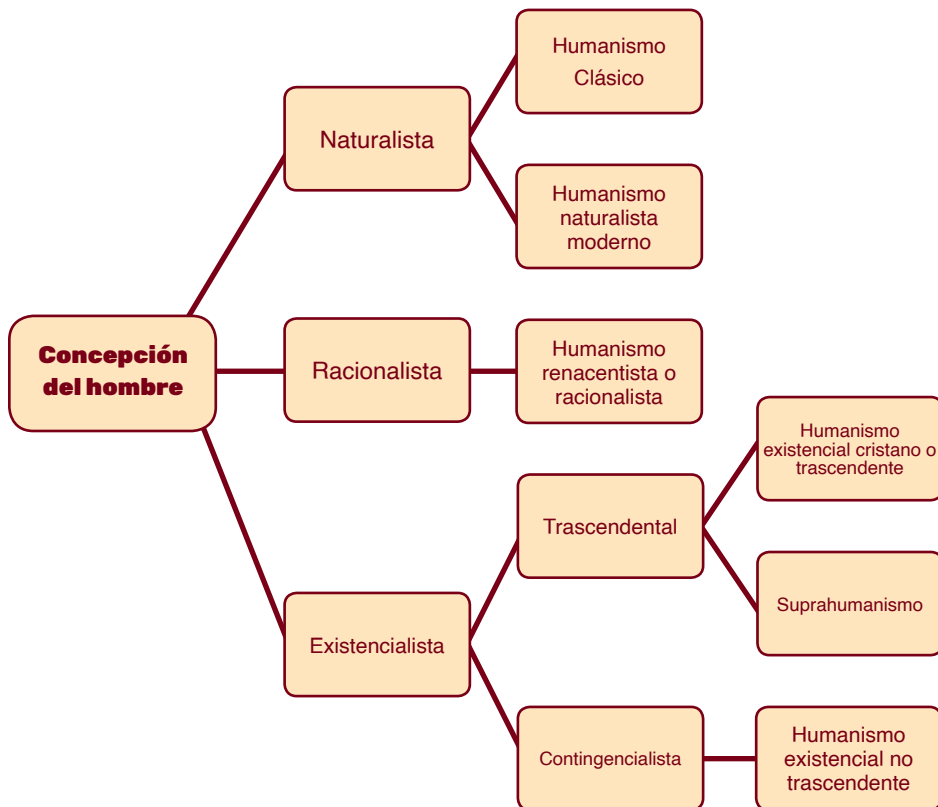 Humanismo
Clásico
Naturalista
Humanismo
naturalista
moderno
Concepción
del hombre
Racionalista
Humanismo
renacentista o
racionalista
Humanismo
existencial cristano o
trascendente
Trascendental
Suprahumanismo
Existencialista
Contingencialista
Humanismo
existencial no
trascendente